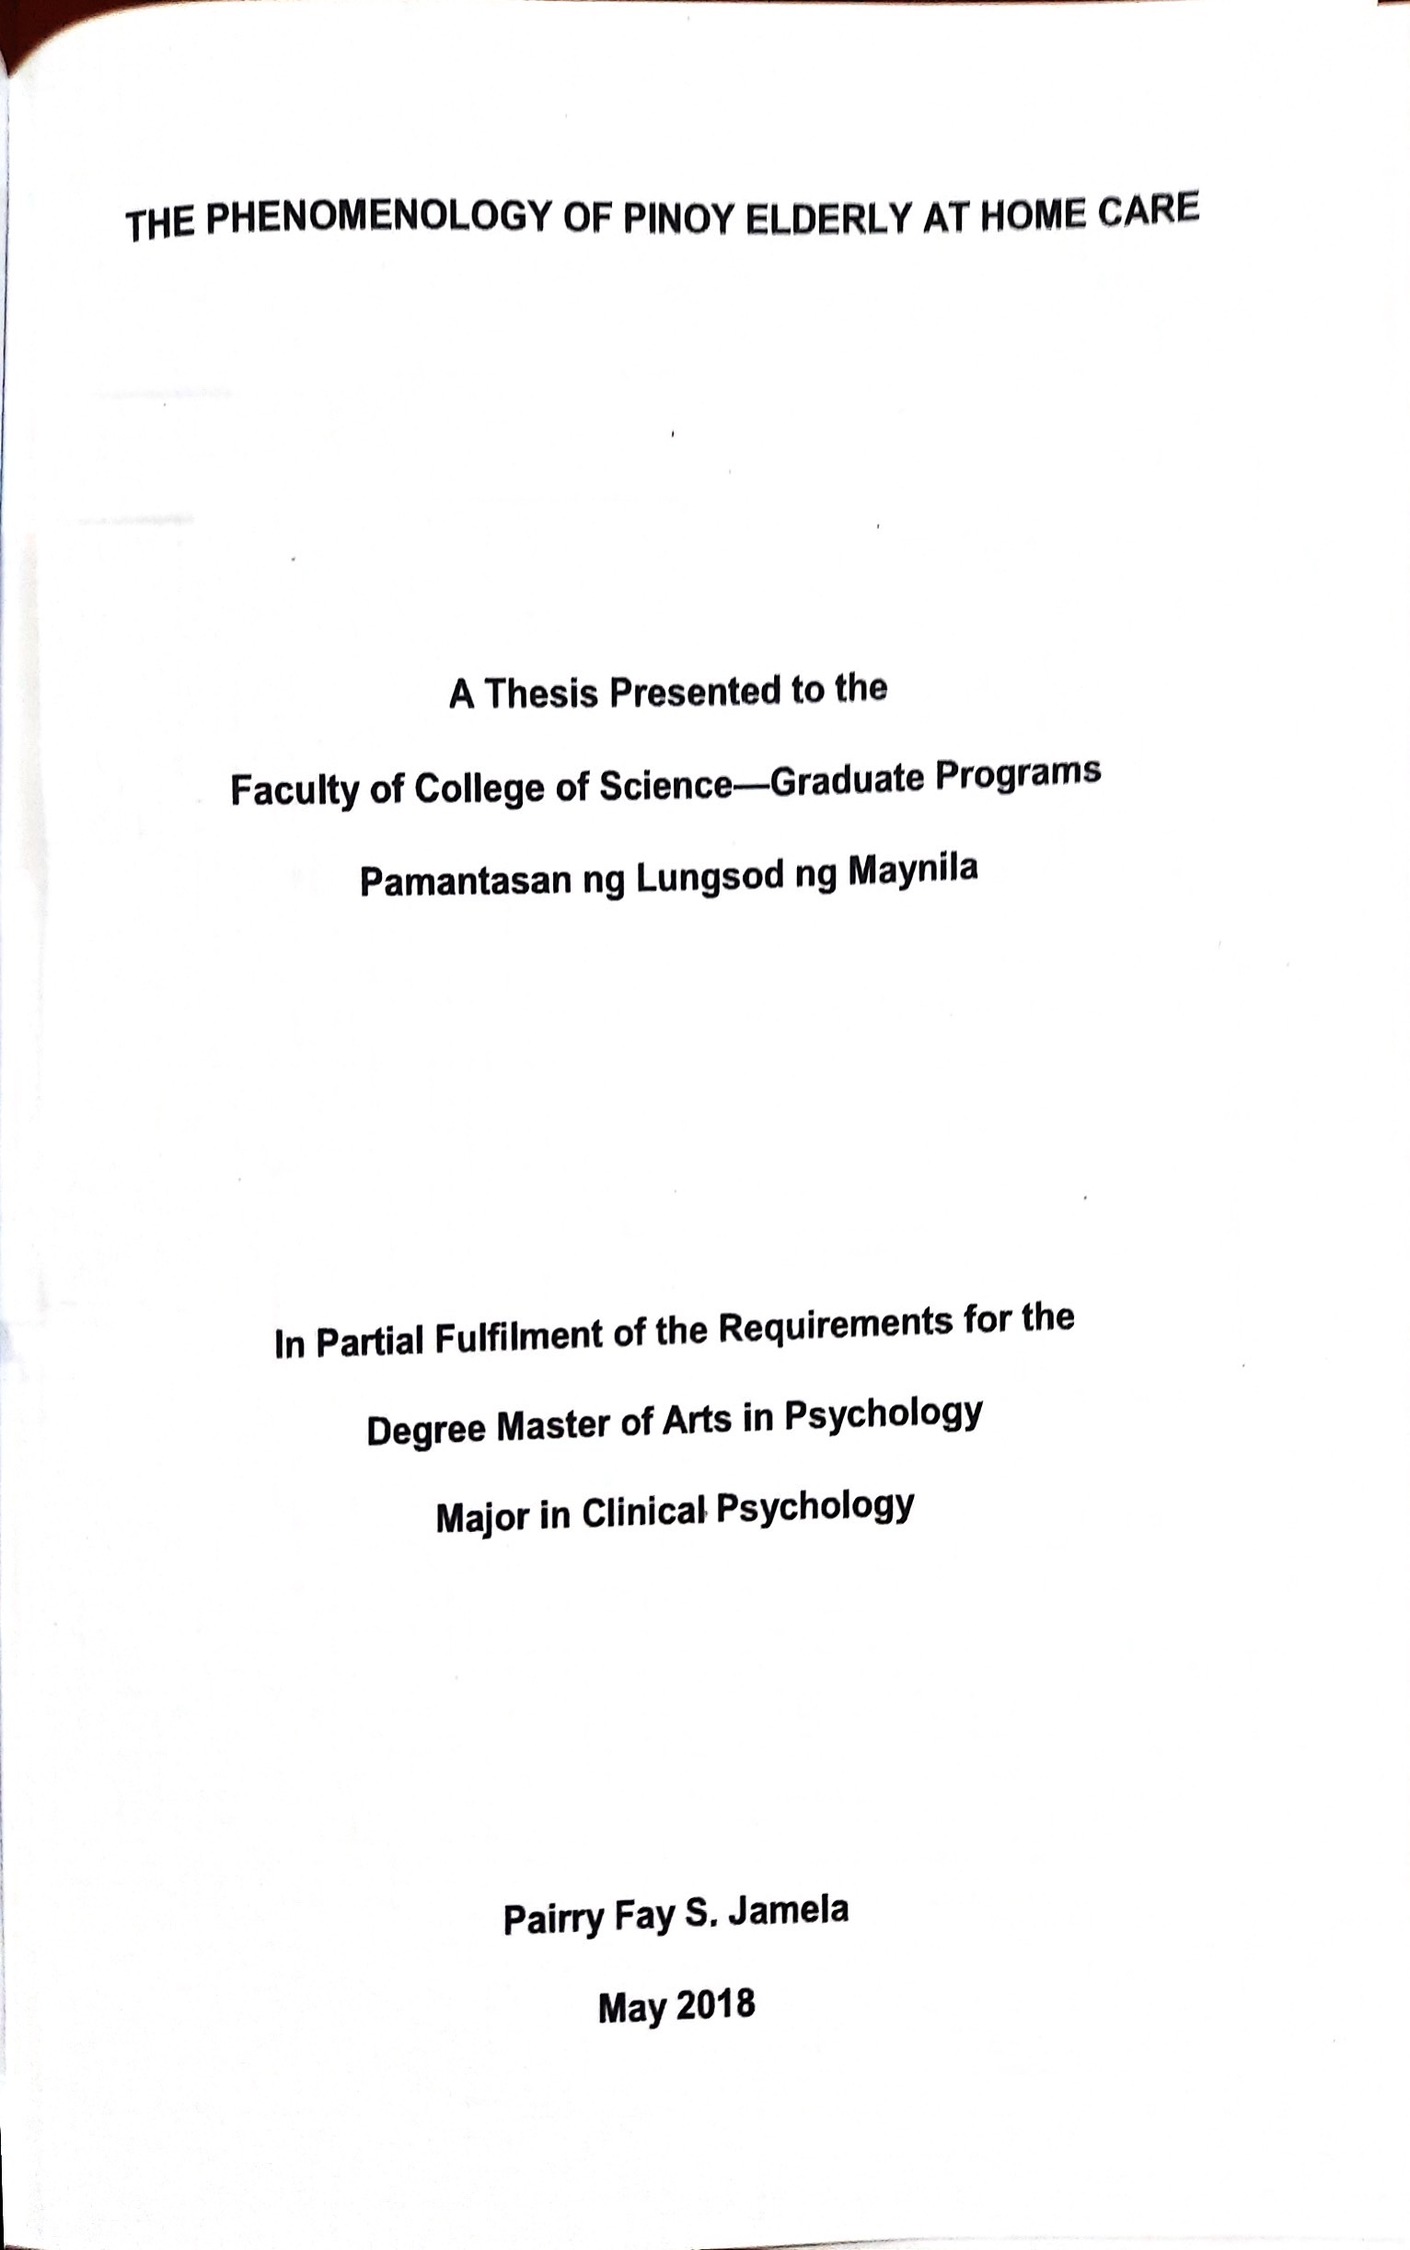 THE PHENOMENOLOGY OF PINOY ELDERLY AT HOME CARE
A Thesis Presented to the
Faculty of College of Science—Graduate Programs
Pamantasan ng Lungsod ng Maynila
In Partial Fulfilment of the Requirements for the
Degree Master of Arts in Psychology
Major in Clinical Psychology
Pairry Fay S. Jamela
May 2018